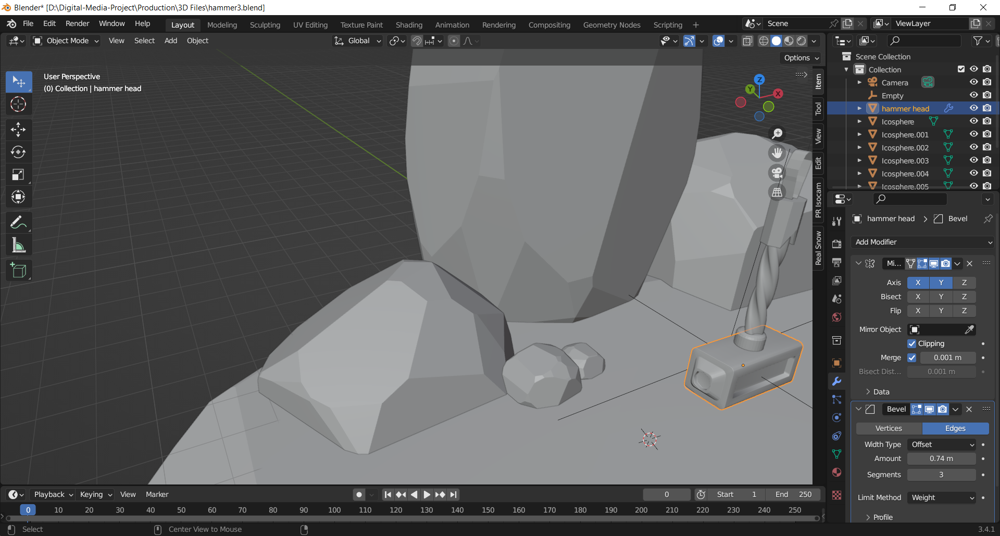 Blender* [D:\Digital-Media-Project\Production\3D Files\hammer3.blend]
File Edit Render Window Help
Layout Modeling Sculpting UV Editing Texture Paint Shading Animation Rendering Compositing Geometry Nodes Scripting +
Scene
ViewLayer
Object Mode View Select Add Object
Global
Options
User Perspective
(0) Collection | hammer head
Z
Y
X
Item
Tool
View
Edit
PR Isocam
Real Snow
Scene Collection
Collection
Camera
Empty
hammer head
Icosphere
Icosphere.001
Icosphere.002
Icosphere.003
Icosphere.004
Icosphere.005
hammer head > Bevel
Add Modifier
Mi...
Axis X Y Z
Bisect X Y Z
Flip X Y Z
Mirror Object
Clipping
Merge 0.001 m
Bisect Dist... 0.001 m
Data
Bevel
Vertices Edges
Width Type Offset
Amount 0.74 m
Segments 3
Limit Method Weight
Profile
Playback Keying View Marker
0
Start 1
End 250
0 10 20 30 40 50 60 70 80 90 100 110 120 130 140 150 160 170 180 190 200 210 220 230 240 250
Select
Center View to Mouse
3.4.1